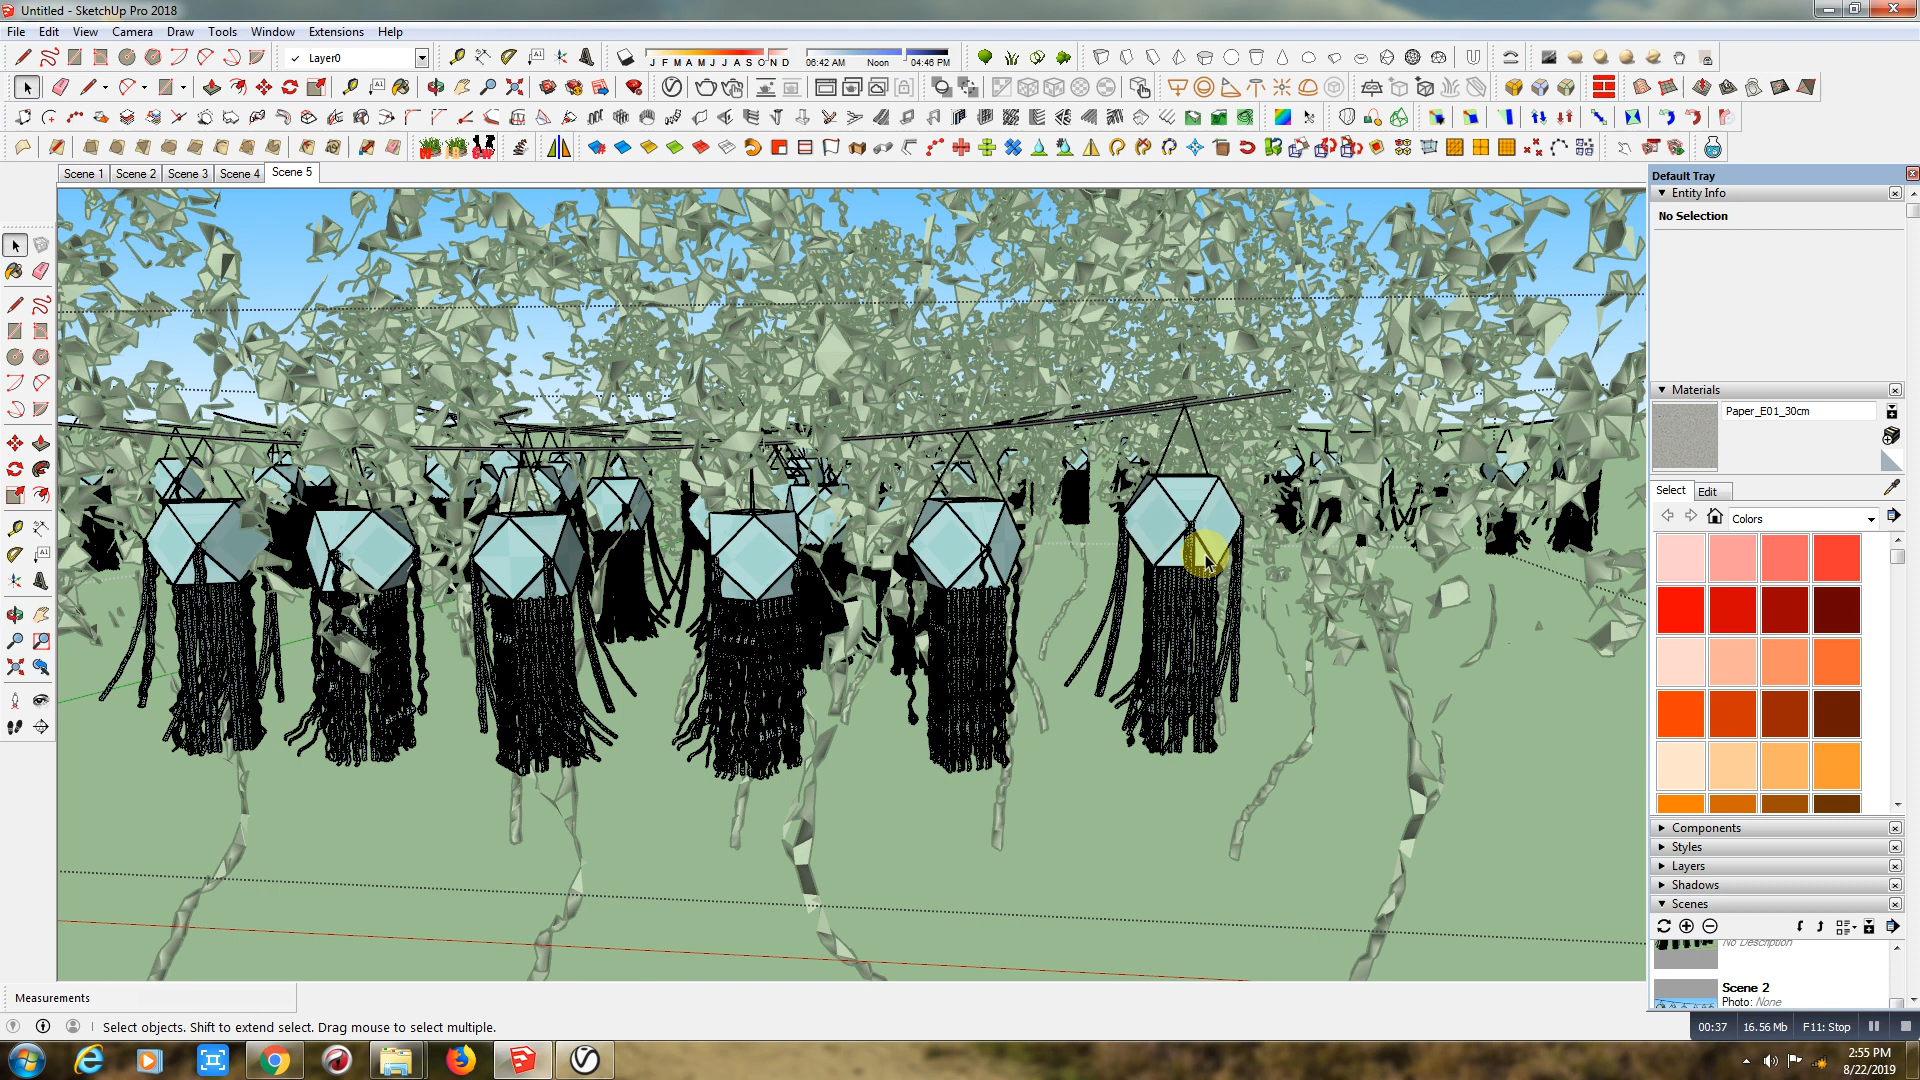 Untitled - SketchUp Pro 2018
File Edit View Camera Draw Tools Window Extensions Help
Layer0
J F M A M J J A S O N D
06:42 AM Noon 04:46 PM
Scene 1 Scene 2 Scene 3 Scene 4 Scene 5
Default Tray
Entity Info
No Selection
Materials
Paper_E01_30cm
Select Edit
Colors
Components
Styles
Layers
Shadows
Scenes
No Description
Scene 2
Photo: None
Measurements
Select objects. Shift to extend select. Drag mouse to select multiple.
00:37 16.56 Mb F11: Stop
2:55 PM
8/22/2019